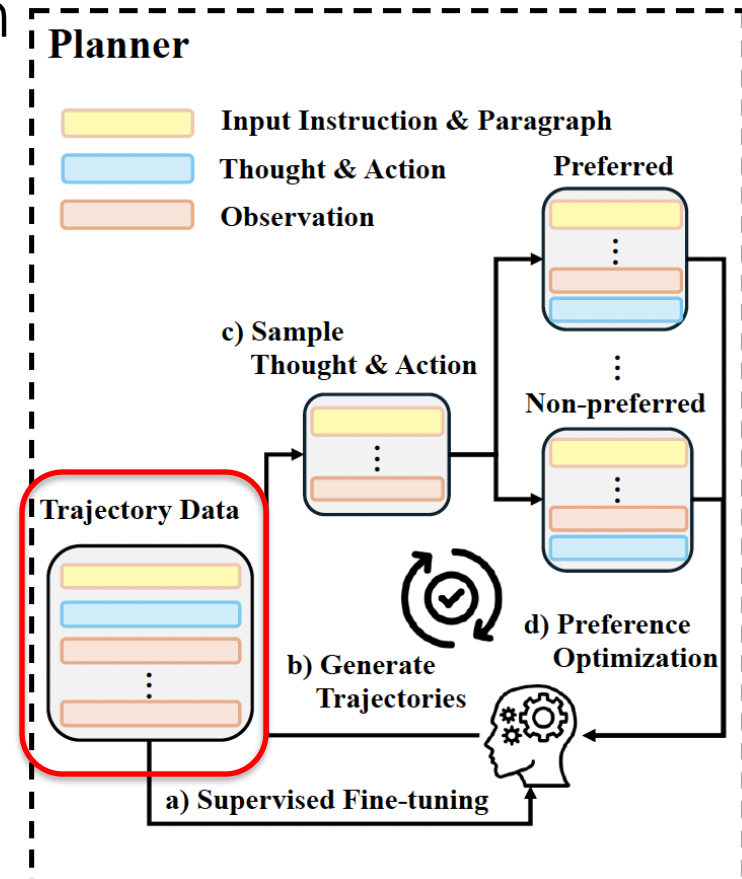 Planner
Input Instruction & Paragraph
Thought & Action
Observation
Preferred
c) Sample
Thought & Action
Non-preferred
Trajectory Data
b) Generate
Trajectories
d) Preference
Optimization
a) Supervised Fine-tuning